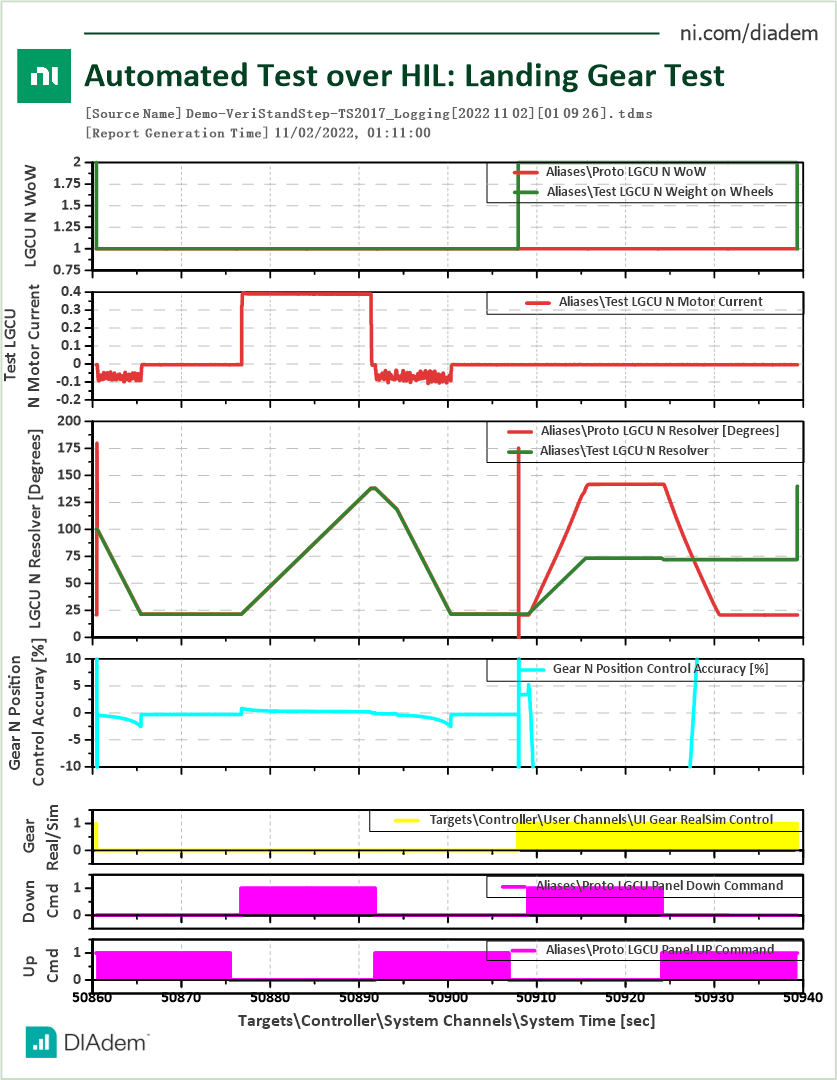 ni.com/diadem
ni
Automated Test over HIL: Landing Gear Test
[Source Name] Demo-VeriStandStep-TS2017_Logging[2022 11 02][01 09 26]. tdms
[Report Generation Time] 11/02/2022, 01:11:00
LGCU N WoW
2
1.75
1.5
1.25
1
0.75
Aliases\Proto LGCU N WoW
Aliases\Test LGCU N Weight on Wheels
Test LGCU
N Motor Current
0.4
0.3
0.2
0.1
0
-0.1
-0.2
Aliases\Test LGCU N Motor Current
LGCU N Resolver [Degrees]
200
175
150
125
100
75
50
25
0
Aliases\Proto LGCU N Resolver [Degrees]
Aliases\Test LGCU N Resolver
Gear N Position
Control Accuray [%]
10
5
0
-5
-10
Gear N Position Control Accuracy [%]
Gear
Real/Sim
1
0
Targets\Controller\User Channels\UI Gear RealSim Control
Down
Cmd
1
0
Aliases\Proto LGCU Panel Down Command
Up
Cmd
1
0
Aliases\Proto LGCU Panel UP Command
50860 50870 50880 50890 50900 50910 50920 50930 50940
Targets\Controller\System Channels\System Time [sec]
DIAdem™